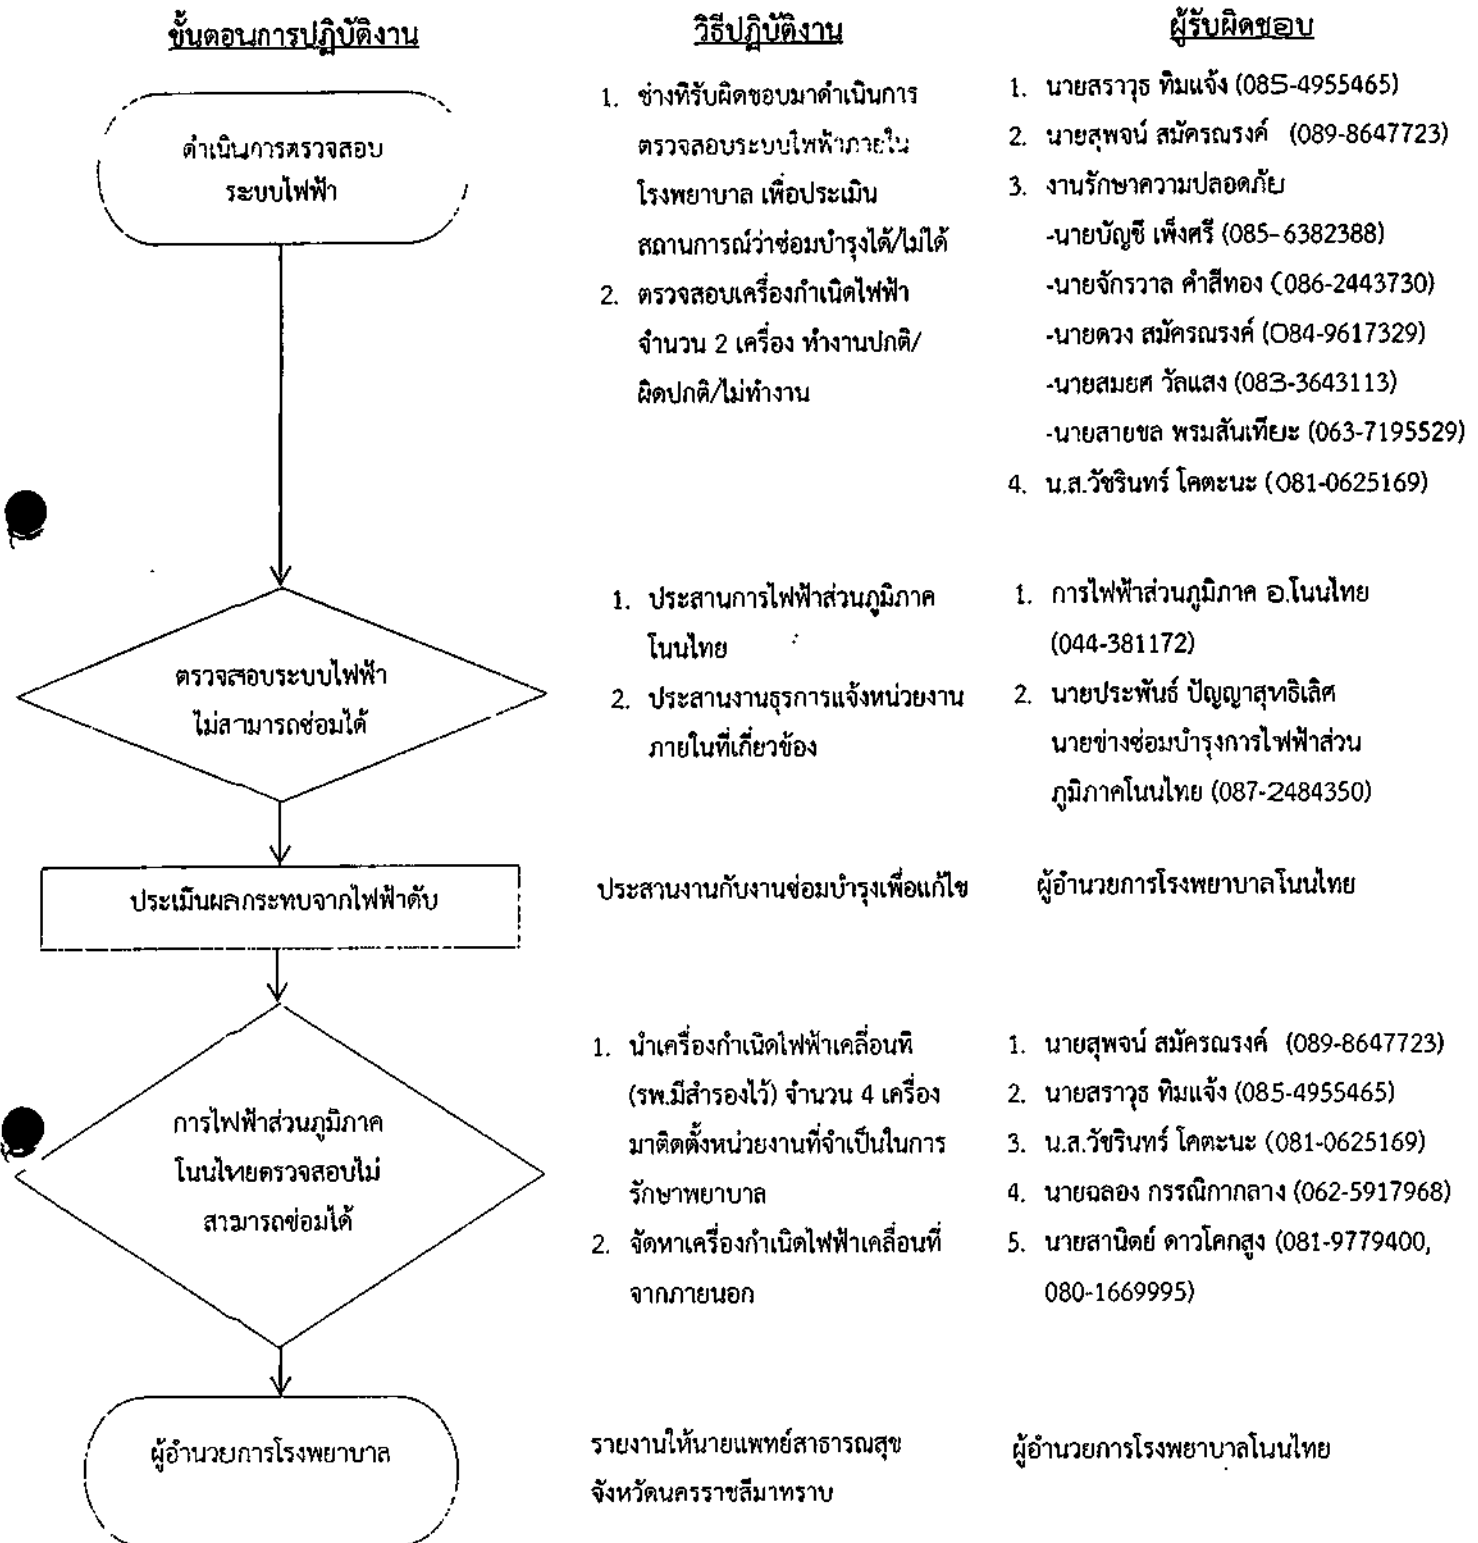 ขั้นตอนการปฏิบัติงาน
วิธีปฏิบัติงาน
ผู้รับผิดชอบ
ดำเนินการตรวจสอบ
ระบบไฟฟ้า
1. ช่างที่รับผิดชอบมาดำเนินการ
ตรวจสอบระบบไฟฟ้าภายใน
โรงพยาบาล เพื่อประเมิน
สถานการณ์ว่าซ่อมบำรุงได้/ไม่ได้
2. ตรวจสอบเครื่องกำเนิดไฟฟ้า
จำนวน 2 เครื่อง ทำงานปกติ/
ผิดปกติ/ไม่ทำงาน
1. นายสราวุธ ทิมแจ้ง (085-4955465)
2. นายสุพจน์ สมัครณรงค์ (089-8647723)
3. งานรักษาความปลอดภัย
-นายบัญชี เพ็งศรี (085-6382388)
-นายจักรวาล คำสีทอง (086-2443730)
-นายดวง สมัครณรงค์ (084-9617329)
-นายสมยศ วัลแสง (083-3643113)
-นายสายชล พรมสันเทียะ (063-7195529)
4. น.ส.วัชรินทร์ โคตะนะ (081-0625169)
ตรวจสอบระบบไฟฟ้า
ไม่สามารถซ่อมได้
1. ประสานการไฟฟ้าส่วนภูมิภาค
โนนไทย
2. ประสานงานธุรการแจ้งหน่วยงาน
ภายในที่เกี่ยวข้อง
1. การไฟฟ้าส่วนภูมิภาค อ.โนนไทย
(044-381172)
2. นายประพันธ์ ปัญญาสุทธิเลิศ
นายช่างซ่อมบำรุงการไฟฟ้าส่วน
ภูมิภาคโนนไทย (087-2484350)
ประเมินผลกระทบจากไฟฟ้าดับ
ประสานงานกับงานซ่อมบำรุงเพื่อแก้ไข
ผู้อำนวยการโรงพยาบาลโนนไทย
การไฟฟ้าส่วนภูมิภาค
โนนไทยตรวจสอบไม่
สามารถซ่อมได้
1. นำเครื่องกำเนิดไฟฟ้าเคลื่อนที่
(รพ.มีสำรองไว้) จำนวน 4 เครื่อง
มาติดตั้งหน่วยงานที่จำเป็นในการ
รักษาพยาบาล
2. จัดหาเครื่องกำเนิดไฟฟ้าเคลื่อนที่
จากภายนอก
1. นายสุพจน์ สมัครณรงค์ (089-8647723)
2. นายสราวุธ ทิมแจ้ง (085-4955465)
3. น.ส.วัชรินทร์ โคตะนะ (081-0625169)
4. นายฉลอง กรรณิกากลาง (062-5917968)
5. นายสานิตย์ ดาวโคกสูง (081-9779400,
080-1669995)
ผู้อำนวยการโรงพยาบาล
รายงานให้นายแพทย์สาธารณสุข
จังหวัดนครราชสีมาทราบ
ผู้อำนวยการโรงพยาบาลโนนไทย